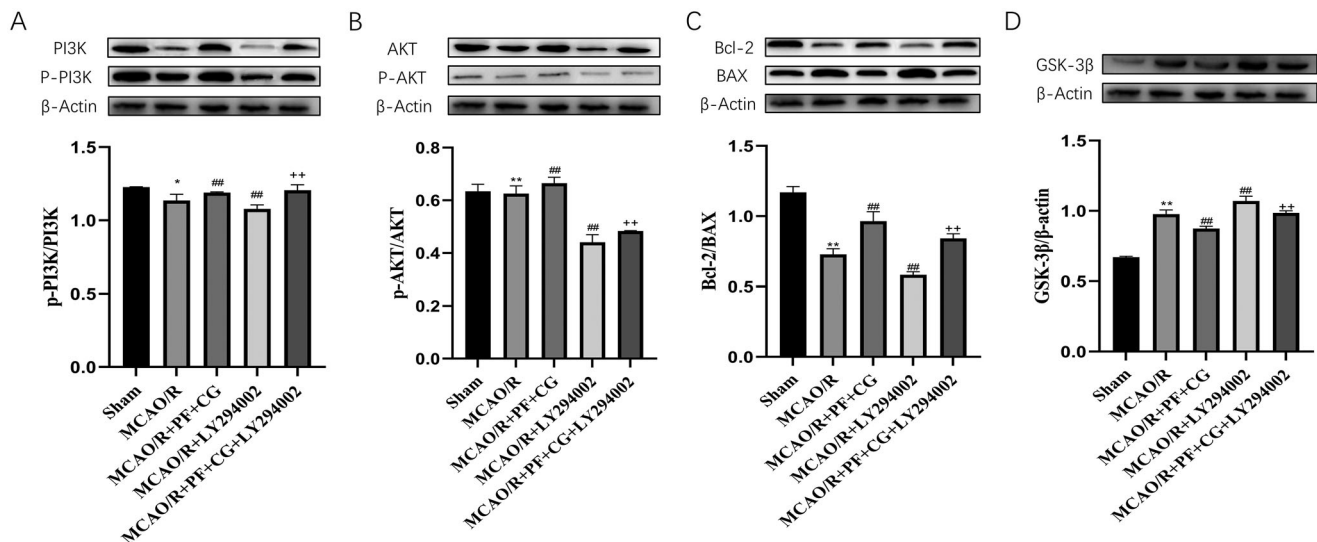 A
PI3K
P-PI3K
β-Actin
p-PI3K/PI3K
1.5
1.0
0.5
0.0
*
##
##
++
Sham
MCAO/R
MCAO/R+PF+CG
MCAO/R+LY294002
MCAO/R+PF+CG+LY294002
B
AKT
P-AKT
β-Actin
p-AKT/AKT
0.8
0.6
0.4
0.2
0.0
**
##
##
++
Sham
MCAO/R
MCAO/R+PF+CG
MCAO/R+LY294002
MCAO/R+PF+CG+LY294002
C
Bcl-2
BAX
β-Actin
Bcl-2/BAX
1.5
1.0
0.5
0.0
**
##
##
++
Sham
MCAO/R
MCAO/R+PF+CG
MCAO/R+LY294002
MCAO/R+PF+CG+LY294002
D
GSK-3β
β-Actin
GSK-3β/β-actin
1.5
1.0
0.5
0.0
**
##
##
++
Sham
MCAO/R
MCAO/R+PF+CG
MCAO/R+LY294002
MCAO/R+PF+CG+LY294002